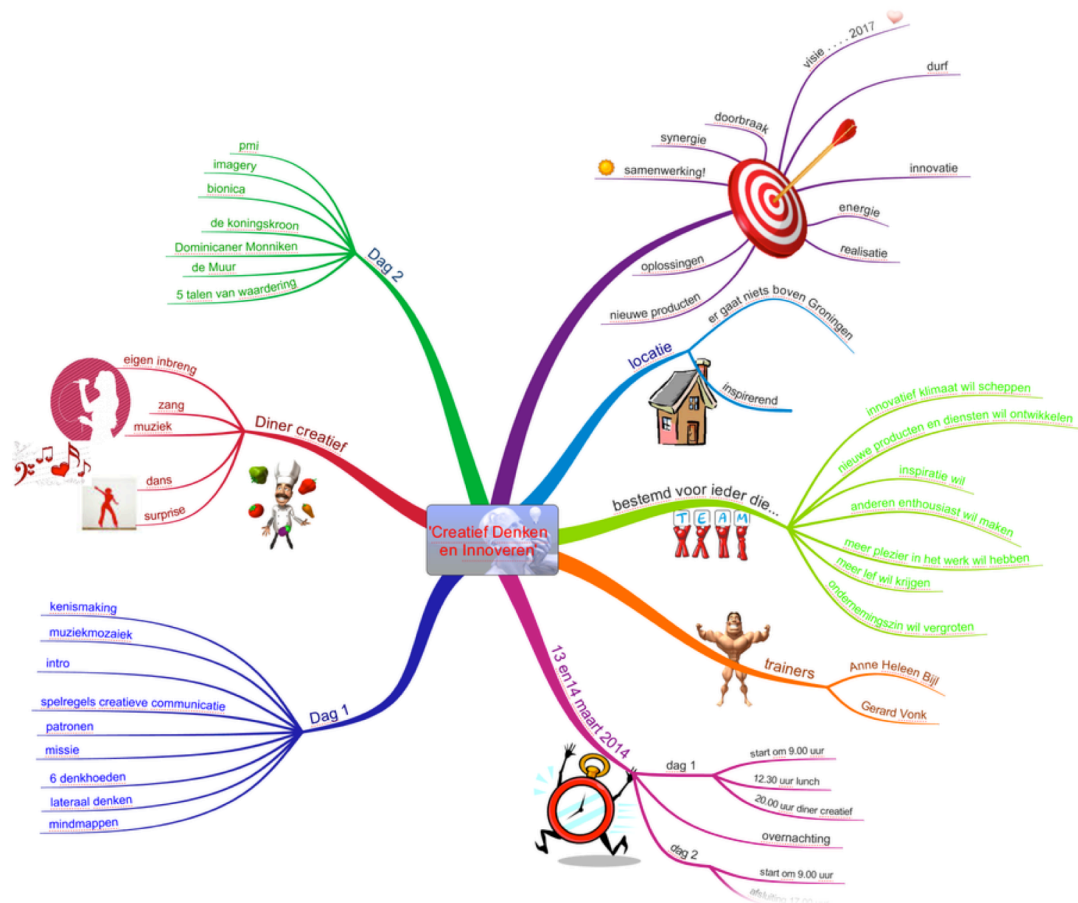 'Creatief Denken
en Innoveren'
visie . . . . 2017
durf
doorbraak
synergie
samenwerking!
innovatie
energie
realisatie
oplossingen
nieuwe producten
locatie
er gaat niets boven Groningen
inspirerend
bestemd voor ieder die...
TEAM
innovatief klimaat wil scheppen
nieuwe producten en diensten wil ontwikkelen
inspiratie wil
anderen enthousiast wil maken
meer plezier in het werk wil hebben
meer lef wil krijgen
ondernemingszin wil vergroten
trainers
Anne Heleen Bijl
Gerard Vonk
13 en14 maart 2014
dag 1
start om 9.00 uur
12.30 uur lunch
20.00 uur diner creatief
overnachting
dag 2
start om 9.00 uur
afsluiting 17.00
Dag 1
kenismaking
muziekmozaiek
intro
spelregels creatieve communicatie
patronen
missie
6 denkhoeden
lateraal denken
mindmappen
Diner creatief
eigen inbreng
zang
muziek
dans
surprise
Dag 2
pmi
imagery
bionica
de koningskroon
Dominicaner Monniken
de Muur
5 talen van waardering